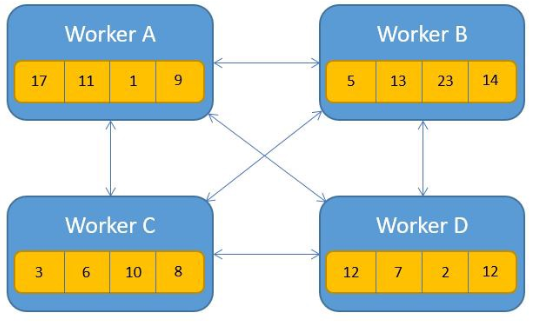 Worker A
17 11 1 9
Worker B
5 13 23 14
Worker C
3 6 10 8
Worker D
12 7 2 12